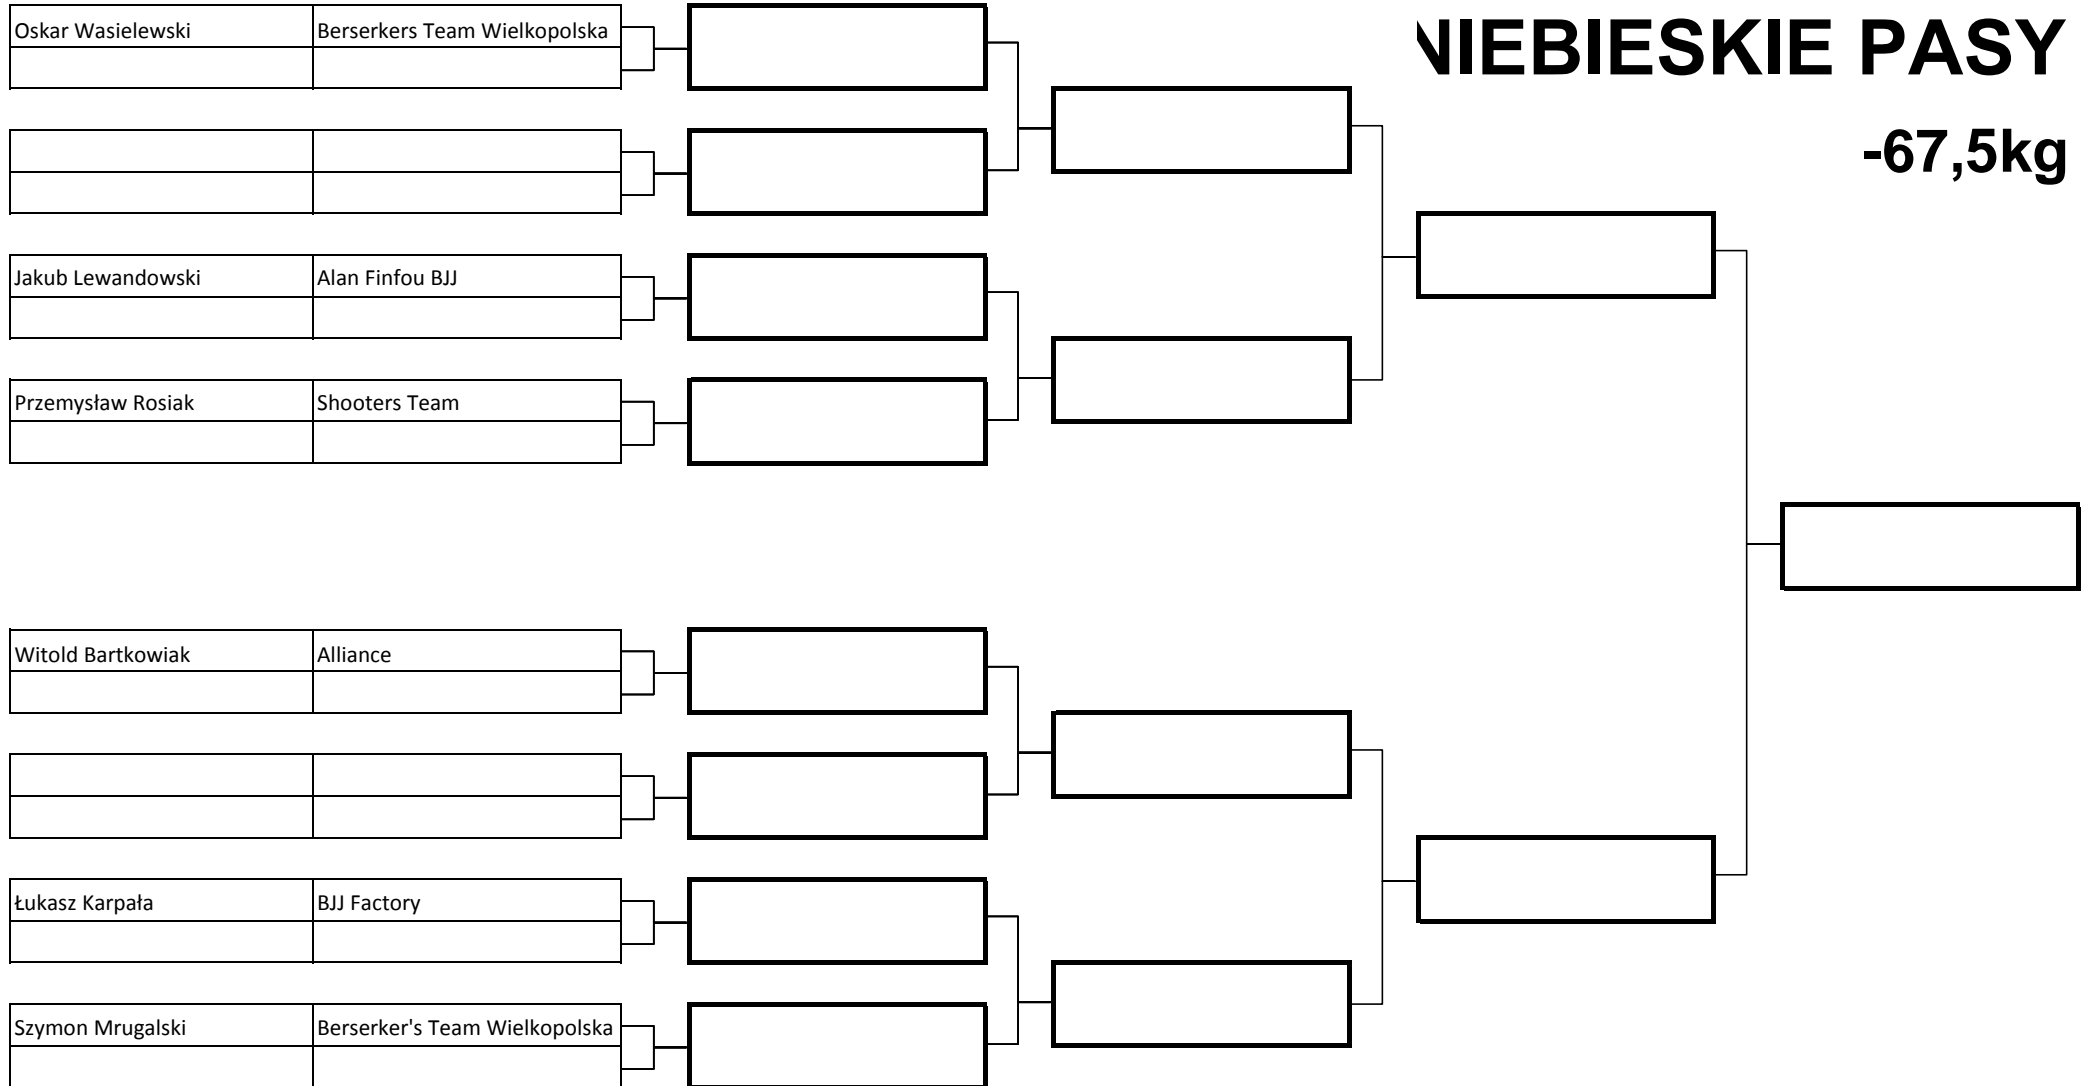 NIEBIESKIE PASY
-67,5kg
Oskar Wasielewski Berserkers Team Wielkopolska
Jakub Lewandowski Alan Finfou BJJ
Przemysław Rosiak Shooters Team
Witold Bartkowiak Alliance
Łukasz Karpała BJJ Factory
Szymon Mrugalski Berserker's Team Wielkopolska